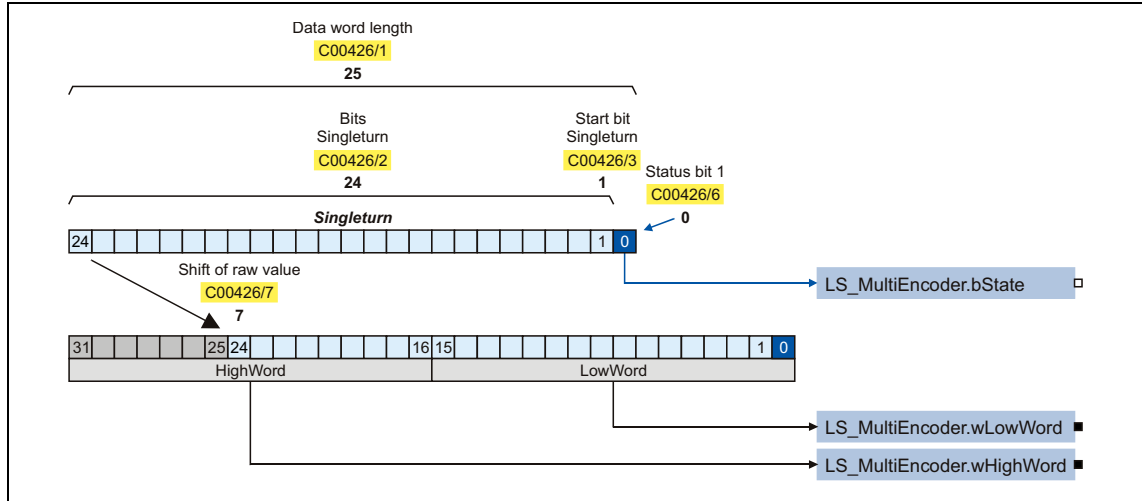 Data word length
C00426/1
25
Bits
Singleturn
C00426/2
24
Start bit
Singleturn
C00426/3
1
Status bit 1
C00426/6
0
Singleturn
24 1 0
Shift of raw value
C00426/7
7
LS_MultiEncoder.bState
31 25 24 16 15 1 0
HighWord LowWord
LS_MultiEncoder.wLowWord
LS_MultiEncoder.wHighWord